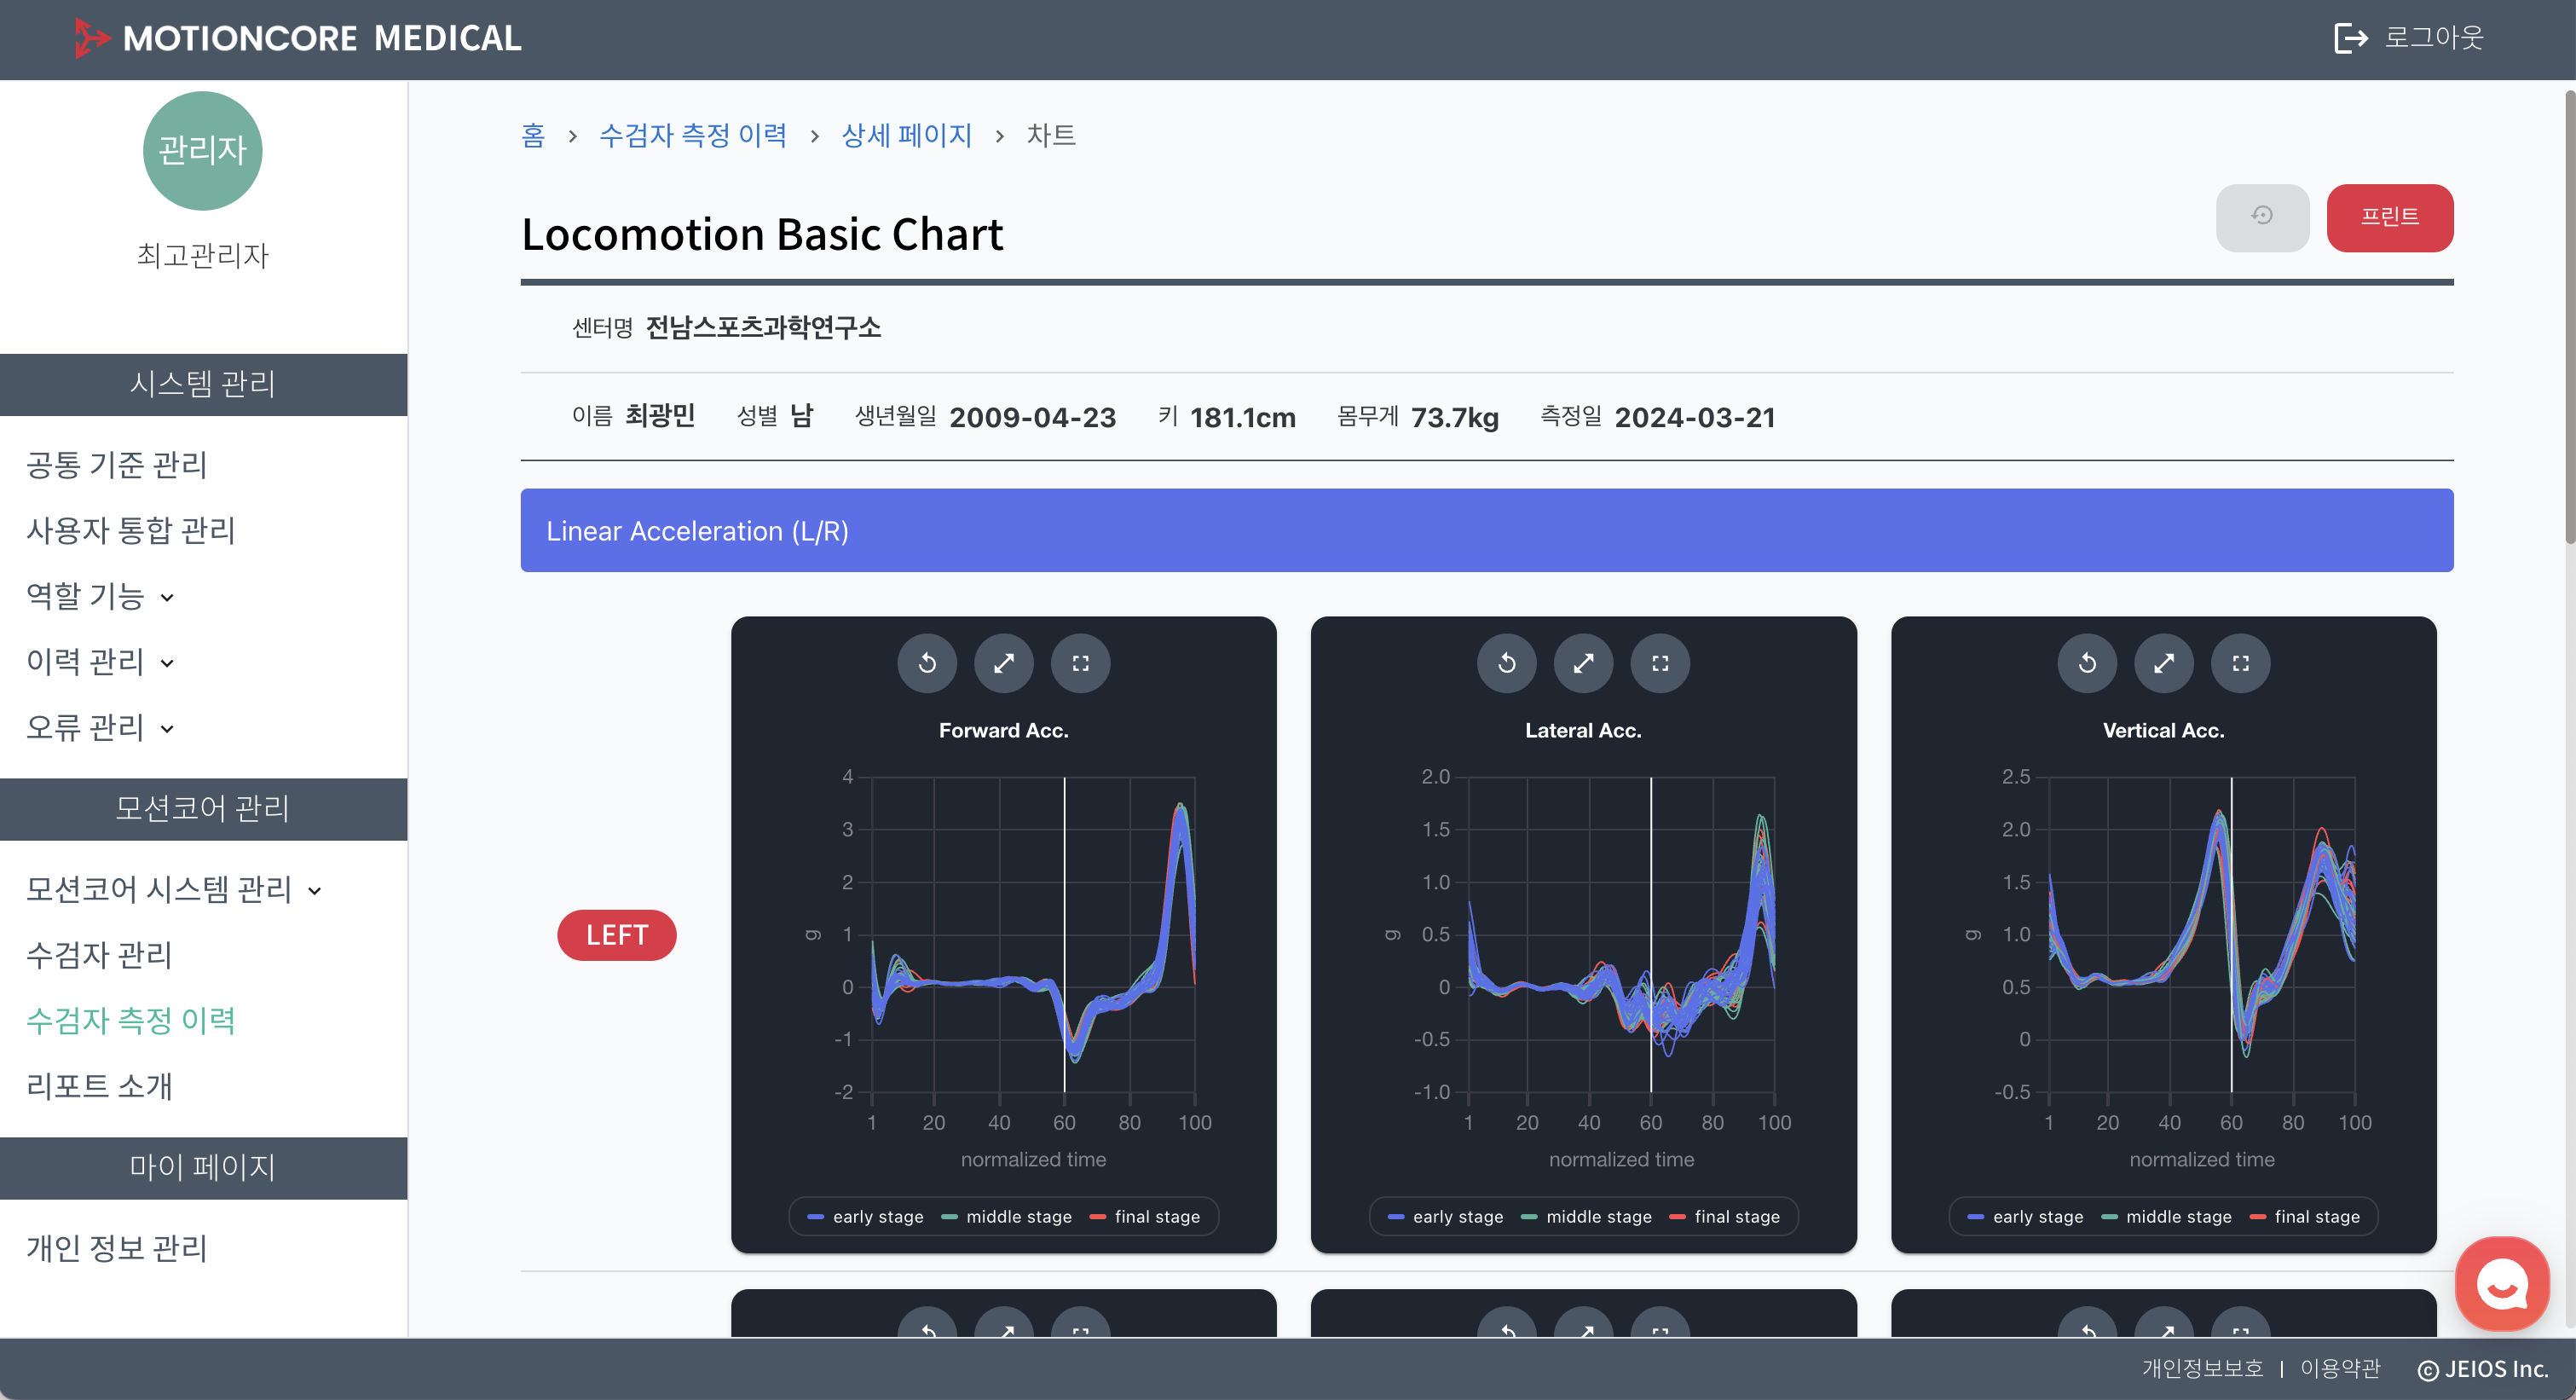 MOTIONCORE MEDICAL
로그아웃
관리자
최고관리자
시스템 관리
공통 기준 관리
사용자 통합 관리
역할 기능
이력 관리
오류 관리
모션코어 관리
모션코어 시스템 관리
수검자 관리
수검자 측정 이력
리포트 소개
마이 페이지
개인 정보 관리
홈 › 수검자 측정 이력 › 상세 페이지 › 차트
Locomotion Basic Chart
프린트
센터명 전남스포츠과학연구소
이름 최광민 성별 남 생년월일 2009-04-23 키 181.1cm 몸무게 73.7kg 측정일 2024-03-21
Linear Acceleration (L/R)
LEFT
Forward Acc.
4
3
2
1
0
-1
-2
g
1 20 40 60 80 100
normalized time
early stage middle stage final stage
Lateral Acc.
2.0
1.5
1.0
0.5
0
-0.5
-1.0
g
1 20 40 60 80 100
normalized time
early stage middle stage final stage
Vertical Acc.
2.5
2.0
1.5
1.0
0.5
0
-0.5
g
1 20 40 60 80 100
normalized time
early stage middle stage final stage
개인정보보호 | 이용약관 © JEIOS Inc.